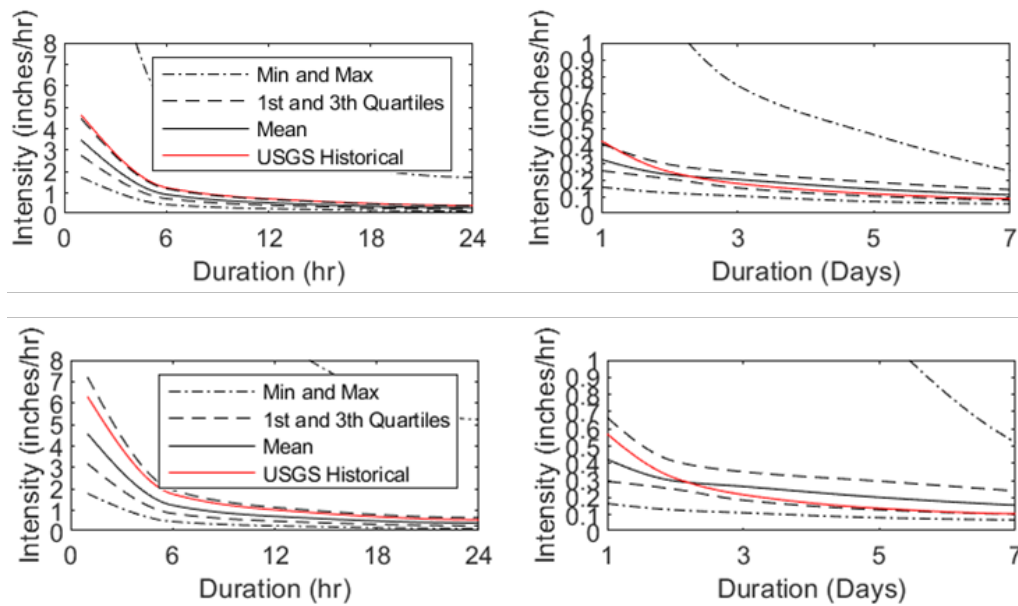 Intensity (inches/hr)
8
7
6
5
4
3
2
1
0
Min and Max
1st and 3th Quartiles
Mean
USGS Historical
0 6 12 18 24
Duration (hr)
Intensity (inches/hr)
1
0.9
0.8
0.7
0.6
0.5
0.4
0.3
0.2
0.1
0
1 3 5 7
Duration (Days)
Intensity (inches/hr)
8
7
6
5
4
3
2
1
0
Min and Max
1st and 3th Quartiles
Mean
USGS Historical
0 6 12 18 24
Duration (hr)
Intensity (inches/hr)
1
0.9
0.8
0.7
0.6
0.5
0.4
0.3
0.2
0.1
0
1 3 5 7
Duration (Days)